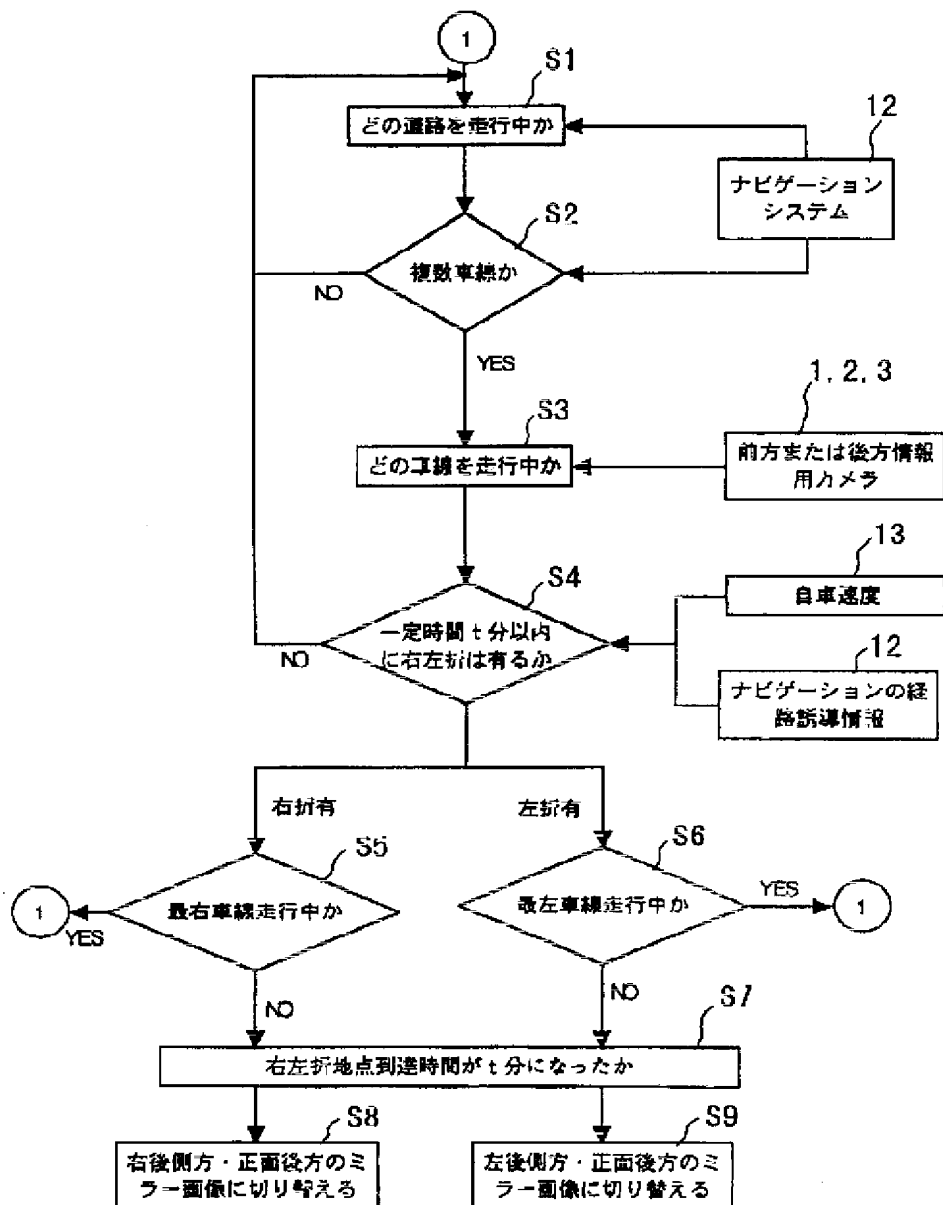 1
S1
どの道路を走行中か
12
ナビゲーション
システム
S2
複数車線か
NO
YES
1, 2, 3
S3
どの車線を走行中か
前方または後方情報
用カメラ
13
S4
自車速度
一定時間t分以内
に右左折は有るか
NO
12
ナビゲーションの経
路誘導情報
右折有
左折有
S5
S6
最右車線走行中か
最左車線走行中か
1
YES
YES
1
NO
NO
S7
右左折地点到達時間がt分になったか
S8
S9
右後側方・正面後方のミ
ラー画像に切り替える
左後側方・正面後方のミ
ラー画像に切り替える